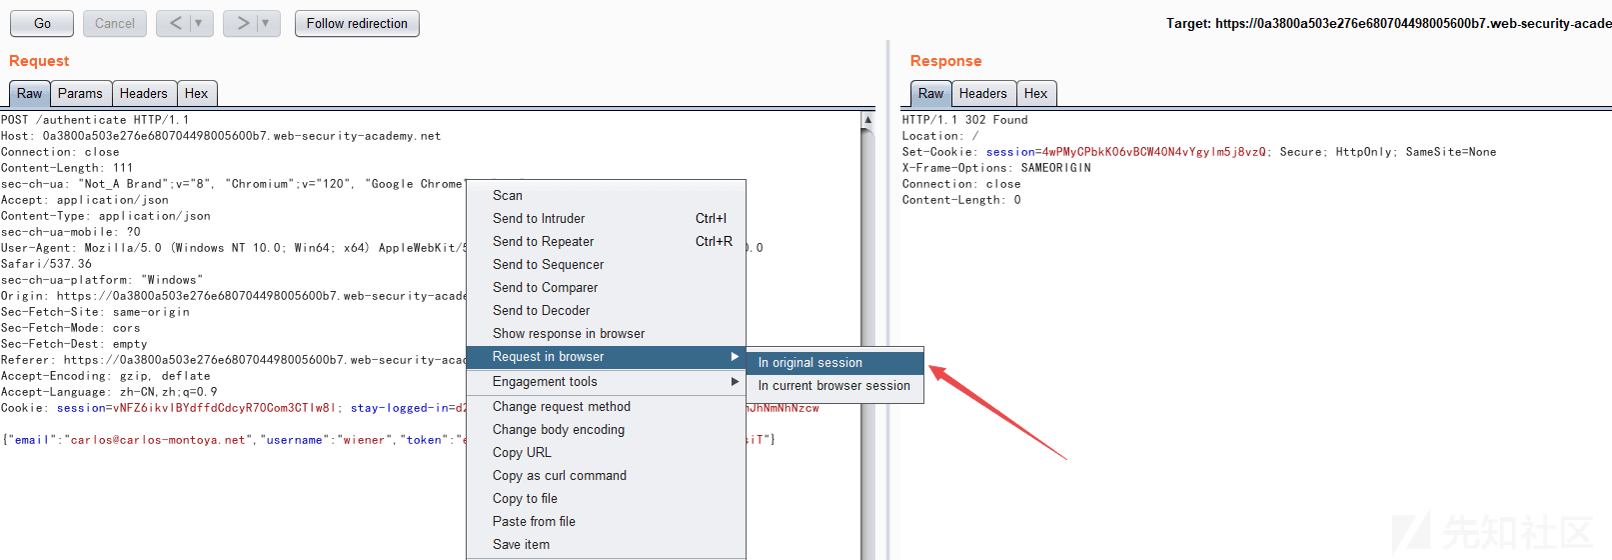 Go
Cancel
<
>
Follow redirection
Target: https://0a3800a503e276e680704498005600b7.web-security-acade
Request
Raw
Params
Headers
Hex
POST /authenticate HTTP/1.1
Host: 0a3800a503e276e680704498005600b7.web-security-academy.net
Connection: close
Content-Length: 111
sec-ch-ua: "Not_A Brand";v="8", "Chromium";v="120", "Google Chrome"
Accept: application/json
Content-Type: application/json
sec-ch-ua-mobile: ?0
User-Agent: Mozilla/5.0 (Windows NT 10.0; Win64; x64) AppleWebKit/5 .0
Safari/537.36
sec-ch-ua-platform: "Windows"
Origin: https://0a3800a503e276e680704498005600b7.web-security-acade
Sec-Fetch-Site: same-origin
Sec-Fetch-Mode: cors
Sec-Fetch-Dest: empty
Referer: https://0a3800a503e276e680704498005600b7.web-security-aca
Accept-Encoding: gzip, deflate
Accept-Language: zh-CN,zh;q=0.9
Cookie: session=vNFZ6ikvIBYdffdCdcyR70Com3CTIw8I; stay-logged-in=d2 mJhNmNhNzcw
{"email":"carlos@carlos-montoya.net","username":"wiener","token":"e siT"}
Scan
Send to Intruder Ctrl+I
Send to Repeater Ctrl+R
Send to Sequencer
Send to Comparer
Send to Decoder
Show response in browser
Request in browser
In original session
In current browser session
Engagement tools
Change request method
Change body encoding
Copy URL
Copy as curl command
Copy to file
Paste from file
Save item
Response
Raw
Headers
Hex
HTTP/1.1 302 Found
Location: /
Set-Cookie: session=4wPMyCPbkK06vBCW40N4vYgyIm5j8vzQ; Secure; HttpOnly; SameSite=None
X-Frame-Options: SAMEORIGIN
Connection: close
Content-Length: 0
先知社区